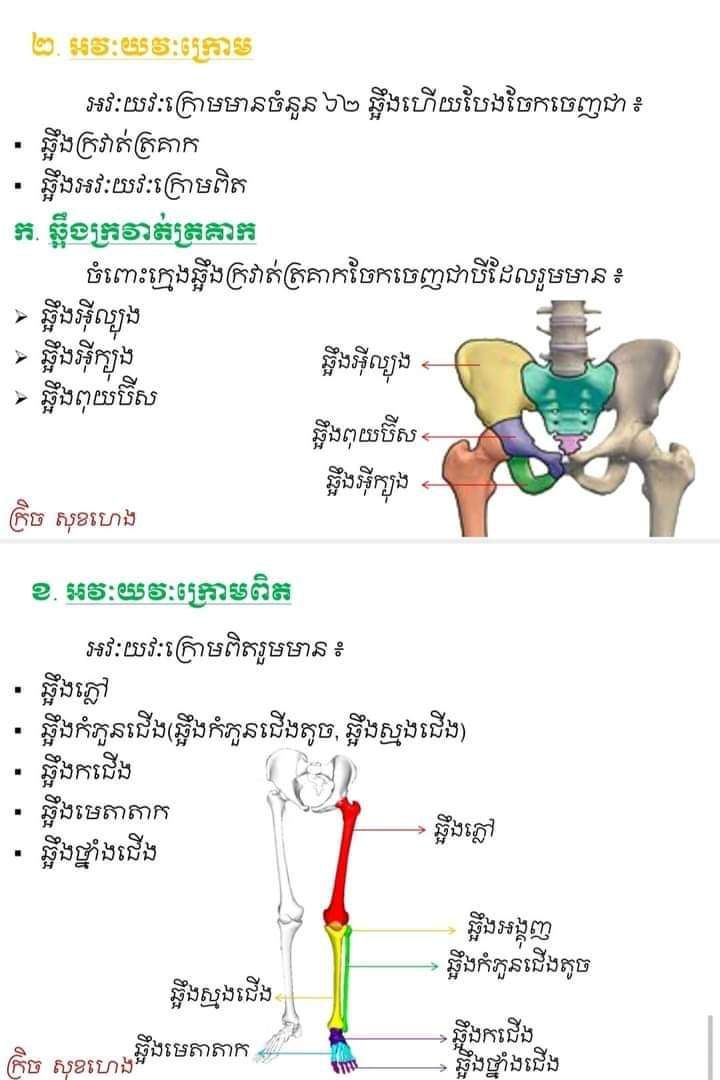 ២. អវៈយវៈក្រោម
អវៈយវៈក្រោមមានចំនួន ៦២ ឆ្អឹងហើយបែងចែកចេញជា ៖
▪ ឆ្អឹងក្រវាត់ត្រគាក
▪ ឆ្អឹងអវៈយវៈក្រោមពិត
ក. ឆ្អឹងក្រវាត់ត្រគាក
ចំពោះក្មេងឆ្អឹងក្រវាត់ត្រគាកចែកចេញជាបីដែលរួមមាន ៖
➢ ឆ្អឹងអ៊ីល្យុង
➢ ឆ្អឹងអ៊ីក្យុង
➢ ឆ្អឹងពុយប៊ីស
ឆ្អឹងអ៊ីល្យុង
ឆ្អឹងពុយប៊ីស
ឆ្អឹងអ៊ីក្យុង
ក្រិច សុខហេង
ខ. អវៈយវៈក្រោមពិត
អវៈយវៈក្រោមពិតរួមមាន ៖
▪ ឆ្អឹងភ្លៅ
▪ ឆ្អឹងកំភួនជើង(ឆ្អឹងកំភួនជើងតូច, ឆ្អឹងស្មងជើង)
▪ ឆ្អឹងកជើង
▪ ឆ្អឹងមេតាតាក
▪ ឆ្អឹងថ្នាំងជើង
ឆ្អឹងភ្លៅ
ឆ្អឹងអង្គុញ
ឆ្អឹងកំភួនជើងតូច
ឆ្អឹងស្មងជើង
ឆ្អឹងកជើង
ឆ្អឹងមេតាតាក
ឆ្អឹងថ្នាំងជើង
ក្រិច សុខហេង